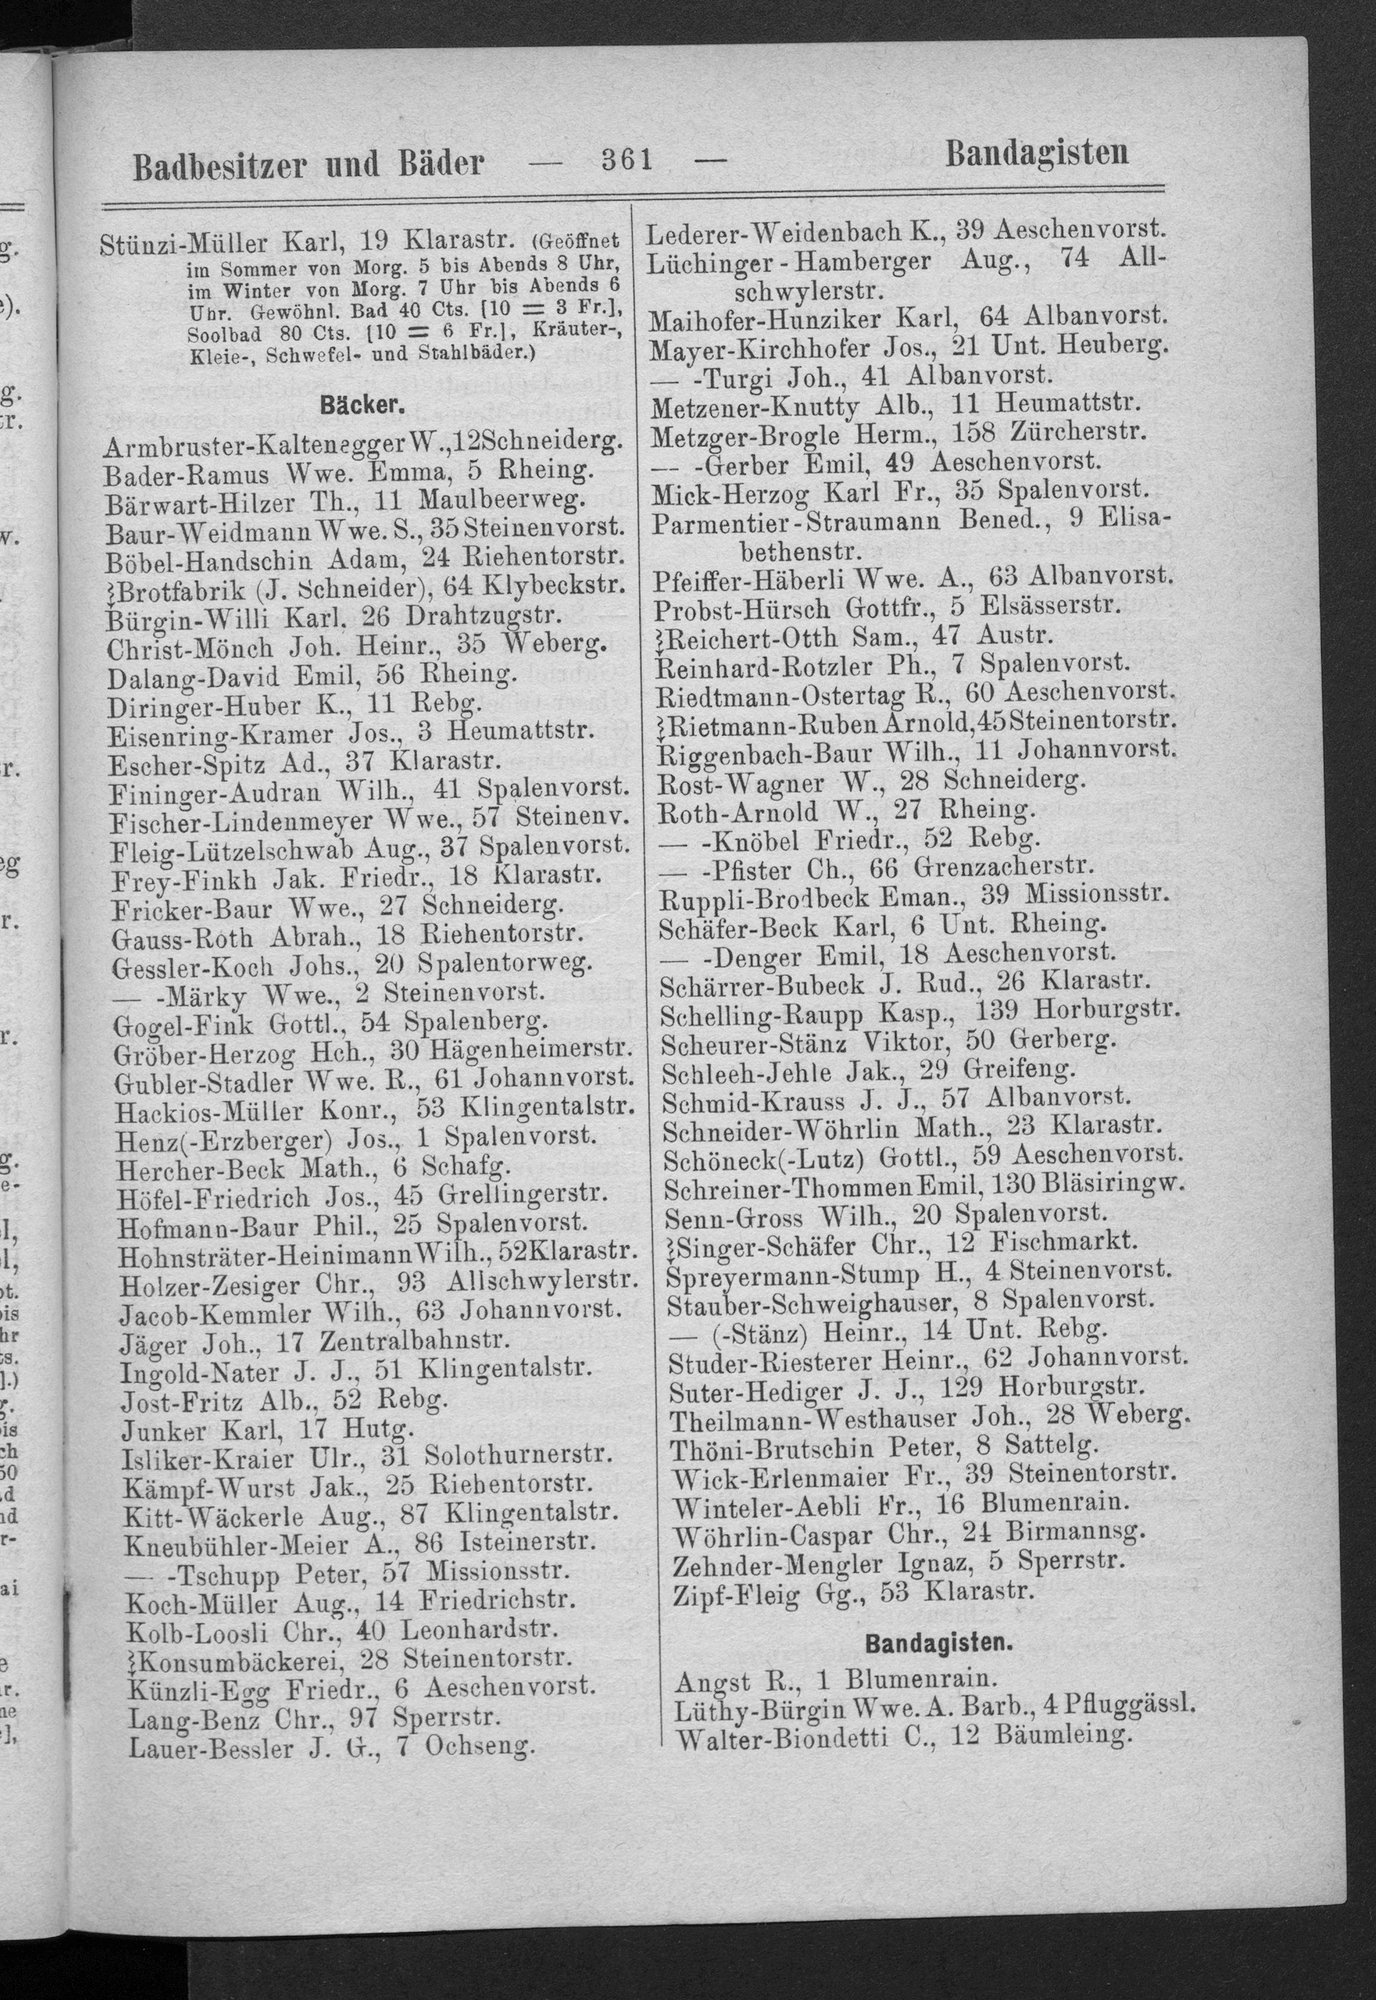 Badbesitzer und Bäder — 361 — Bandagisten
Stünzi-Müller Karl, 19 Klarastr. (Geöffnet
im Sommer von Morg. 5 bis Abends 8 Uhr,
im Winter von Morg. 7 Uhr bis Abends 6
Uhr. Gewöhnl. Bad 40 Cts. [10 = 3 Fr.],
Soolbad 80 Cts. [10 = 6 Fr.], Kräuter-,
Kleie-, Schwefel- und Stahlbäder.)
Bäcker.
Armbruster-Kaltenegger W., 12 Schneiderg.
Bader-Ramus Wwe. Emma, 5 Rheing.
Bärwart-Hilzer Th., 11 Maulbeerweg.
Baur-Weidmann Wwe. S., 35 Steinenvorst.
Böbel-Handschin Adam, 24 Riehentorstr.
⚵Brotfabrik (J. Schneider), 64 Klybeckstr.
Bürgin-Willi Karl. 26 Drahtzugstr.
Christ-Mönch Joh. Heinr., 35 Weberg.
Dalang-David Emil, 56 Rheing.
Diringer-Huber K., 11 Rebg.
Eisenring-Kramer Jos., 3 Heumattstr.
Escher-Spitz Ad., 37 Klarastr.
Fininger-Audran Wilh., 41 Spalenvorst.
Fischer-Lindenmeyer Wwe., 57 Steinenv.
Fleig-Lützelschwab Aug., 37 Spalenvorst.
Frey-Finkh Jak. Friedr., 18 Klarastr.
Fricker-Baur Wwe., 27 Schneiderg.
Gauss-Roth Abrah., 18 Riehentorstr.
Gessler-Koch Johs., 20 Spalentorweg.
— -Märky Wwe., 2 Steinenvorst.
Gogel-Fink Gottl., 54 Spalenberg.
Gröber-Herzog Hch., 30 Hägenheimerstr.
Gubler-Stadler Wwe. R., 61 Johannvorst.
Hackios-Müller Konr., 53 Klingentalstr.
Henz(-Erzberger) Jos., 1 Spalenvorst.
Hercher-Beck Math., 6 Schafg.
Höfel-Friedrich Jos., 45 Grellingerstr.
Hofmann-Baur Phil., 25 Spalenvorst.
Hohnsträter-Heinimann Wilh., 52 Klarastr.
Holzer-Zesiger Chr., 93 Allschwylerstr.
Jacob-Kemmler Wilh., 63 Johannvorst.
Jäger Joh., 17 Zentralbahnstr.
Ingold-Nater J. J., 51 Klingentalstr.
Jost-Fritz Alb., 52 Rebg.
Junker Karl, 17 Hutg.
Isliker-Kraier Ulr., 31 Solothurnerstr.
Kämpf-Wurst Jak., 25 Riehentorstr.
Kitt-Wäckerle Aug., 87 Klingentalstr.
Kneubühler-Meier A., 86 Isteinerstr.
— -Tschupp Peter, 57 Missionsstr.
Koch-Müller Aug., 14 Friedrichstr.
Kolb-Loosli Chr., 40 Leonhardstr.
⚵Konsumbäckerei, 28 Steinentorstr.
Künzli-Egg Friedr., 6 Aeschenvorst.
Lang-Benz Chr., 97 Sperrstr.
Lauer-Bessler J. G., 7 Ochseng.
Lederer-Weidenbach K., 39 Aeschenvorst.
Lüchinger-Hamberger Aug., 74 All-
schwylerstr.
Maihofer-Hunziker Karl, 64 Albanvorst.
Mayer-Kirchhofer Jos., 21 Unt. Heuberg.
— -Turgi Joh., 41 Albanvorst.
Metzener-Knutty Alb., 11 Heumattstr.
Metzger-Brogle Herm., 158 Zürcherstr.
— -Gerber Emil, 49 Aeschenvorst.
Mick-Herzog Karl Fr., 35 Spalenvorst.
Parmentier-Straumann Bened., 9 Elisa-
bethenstr.
Pfeiffer-Häberli Wwe. A., 63 Albanvorst.
Probst-Hürsch Gottfr., 5 Elsässerstr.
⚵Reichert-Otth Sam., 47 Austr.
Reinhard-Rotzler Ph., 7 Spalenvorst.
Riedtmann-Ostertag R., 60 Aeschenvorst.
⚵Rietmann-Ruben Arnold, 45 Steinentorstr.
Riggenbach-Baur Wilh., 11 Johannvorst.
Rost-Wagner W., 28 Schneiderg.
Roth-Arnold W., 27 Rheing.
— -Knöbel Friedr., 52 Rebg.
— -Pfister Ch., 66 Grenzacherstr.
Ruppli-Brodbeck Eman., 39 Missionsstr.
Schäfer-Beck Karl, 6 Unt. Rheing.
— -Denger Emil, 18 Aeschenvorst.
Schärrer-Bubeck J. Rud., 26 Klarastr.
Schelling-Raupp Kasp., 139 Horburgstr.
Scheurer-Stänz Viktor, 50 Gerberg.
Schleeh-Jehle Jak., 29 Greifeng.
Schmid-Krauss J. J., 57 Albanvorst.
Schneider-Wöhrlin Math., 23 Klarastr.
Schöneck(-Lutz) Gottl., 59 Aeschenvorst.
Schreiner-Thommen Emil, 130 Bläsiringw.
Senn-Gross Wilh., 20 Spalenvorst.
⚵Singer-Schäfer Chr., 12 Fischmarkt.
Spreyermann-Stump H., 4 Steinenvorst.
Stauber-Schweighauser, 8 Spalenvorst.
— (-Stänz) Heinr., 14 Unt. Rebg.
Studer-Riesterer Heinr., 62 Johannvorst.
Suter-Hediger J. J., 129 Horburgstr.
Theilmann-Westhauser Joh., 28 Weberg.
Thöni-Brutschin Peter, 8 Sattelg.
Wick-Erlenmaier Fr., 39 Steinentorstr.
Winteler-Aebli Fr., 16 Blumenrain.
Wöhrlin-Caspar Chr., 24 Birmannsg.
Zehnder-Mengler Ignaz, 5 Sperrstr.
Zipf-Fleig Gg., 53 Klarastr.
Bandagisten.
Angst R., 1 Blumenrain.
Lüthy-Bürgin Wwe. A. Barb., 4 Pfluggässl.
Walter-Biondetti C., 12 Bäumleing.